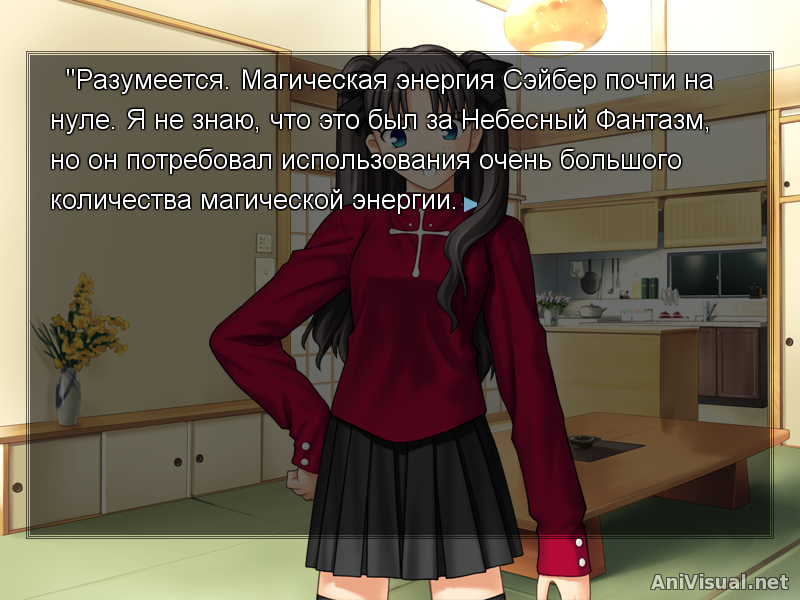 "Разумеется. Магическая энергия Сэйбер почти на
нуле. Я не знаю, что это был за Небесный Фантазм,
но он потребовал использования очень большого
количества магической энергии.
AniVisual.net